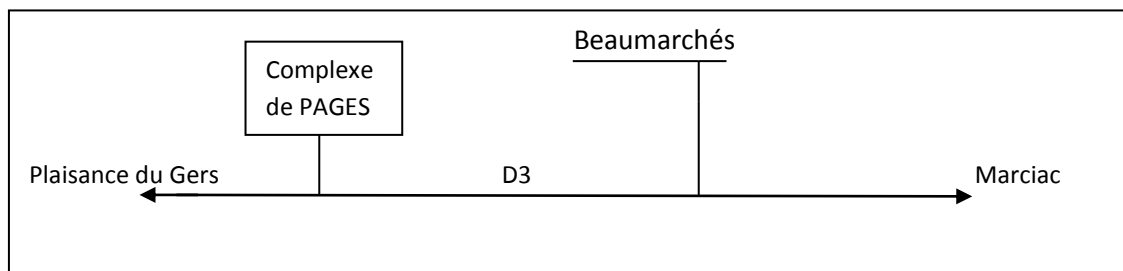 Beaumarchés
Complexe
de PAGES
Plaisance du Gers
D3
Marciac